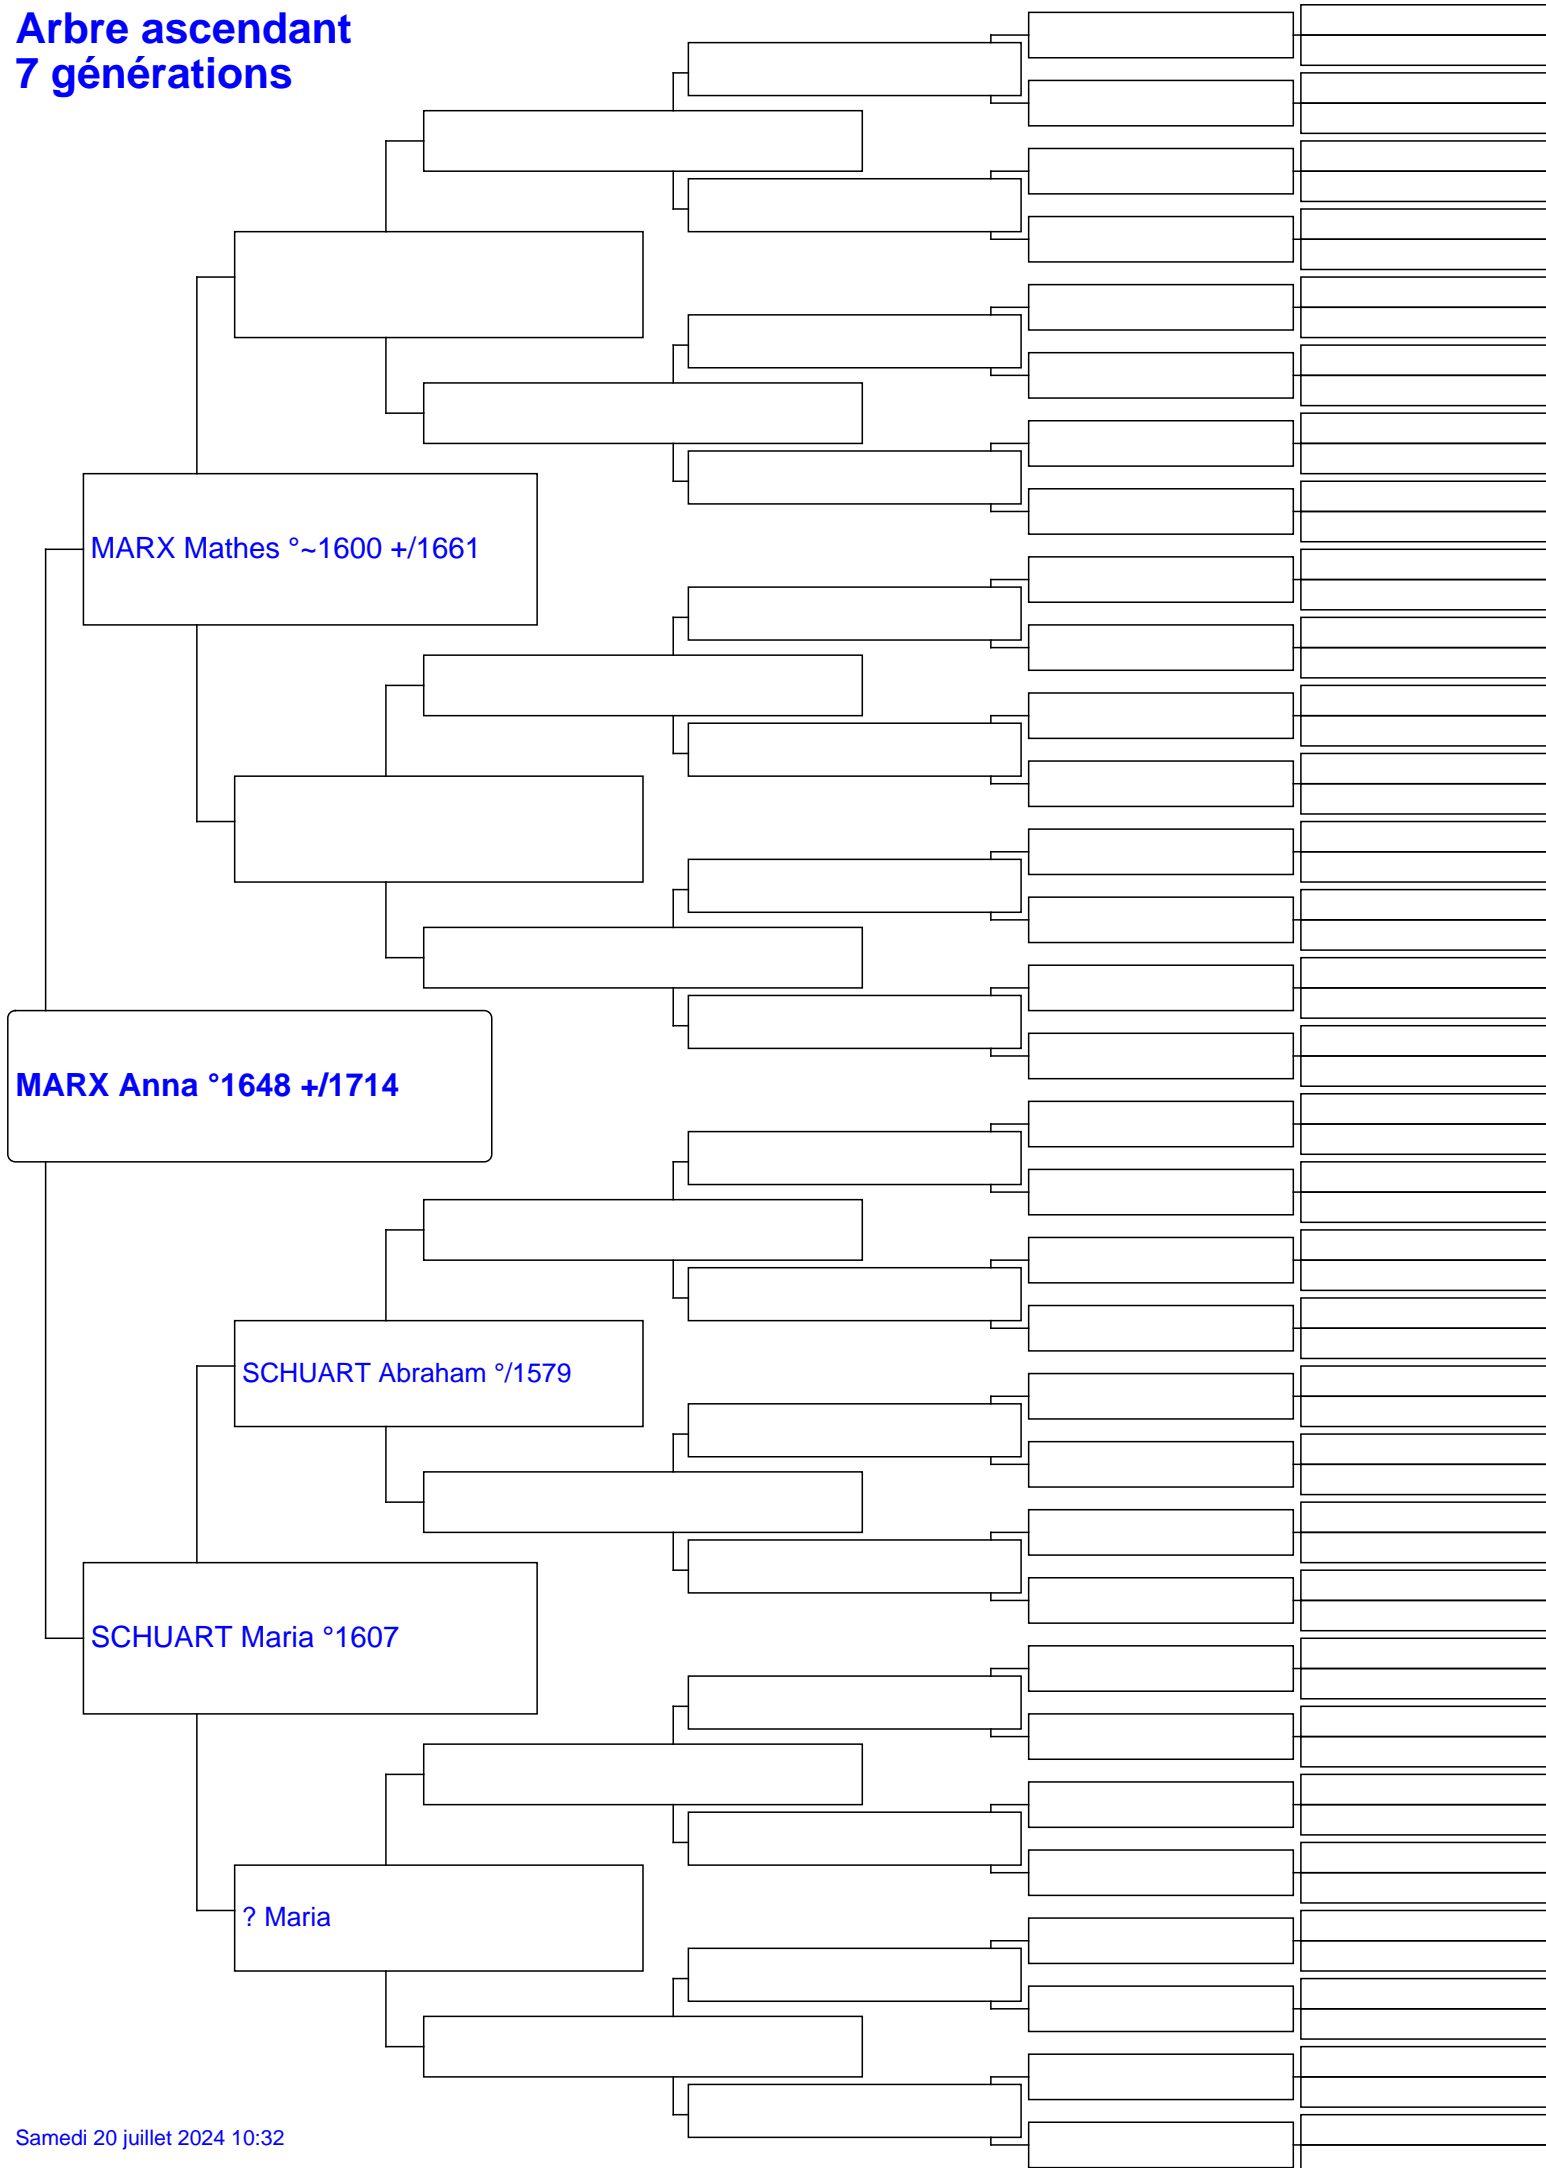 Arbre ascendant
7 générations
MARX Mathes °~1600 +/1661
MARX Anna °1648 +/1714
SCHUART Abraham °/1579
SCHUART Maria °1607
? Maria
Samedi 20 juillet 2024 10:32